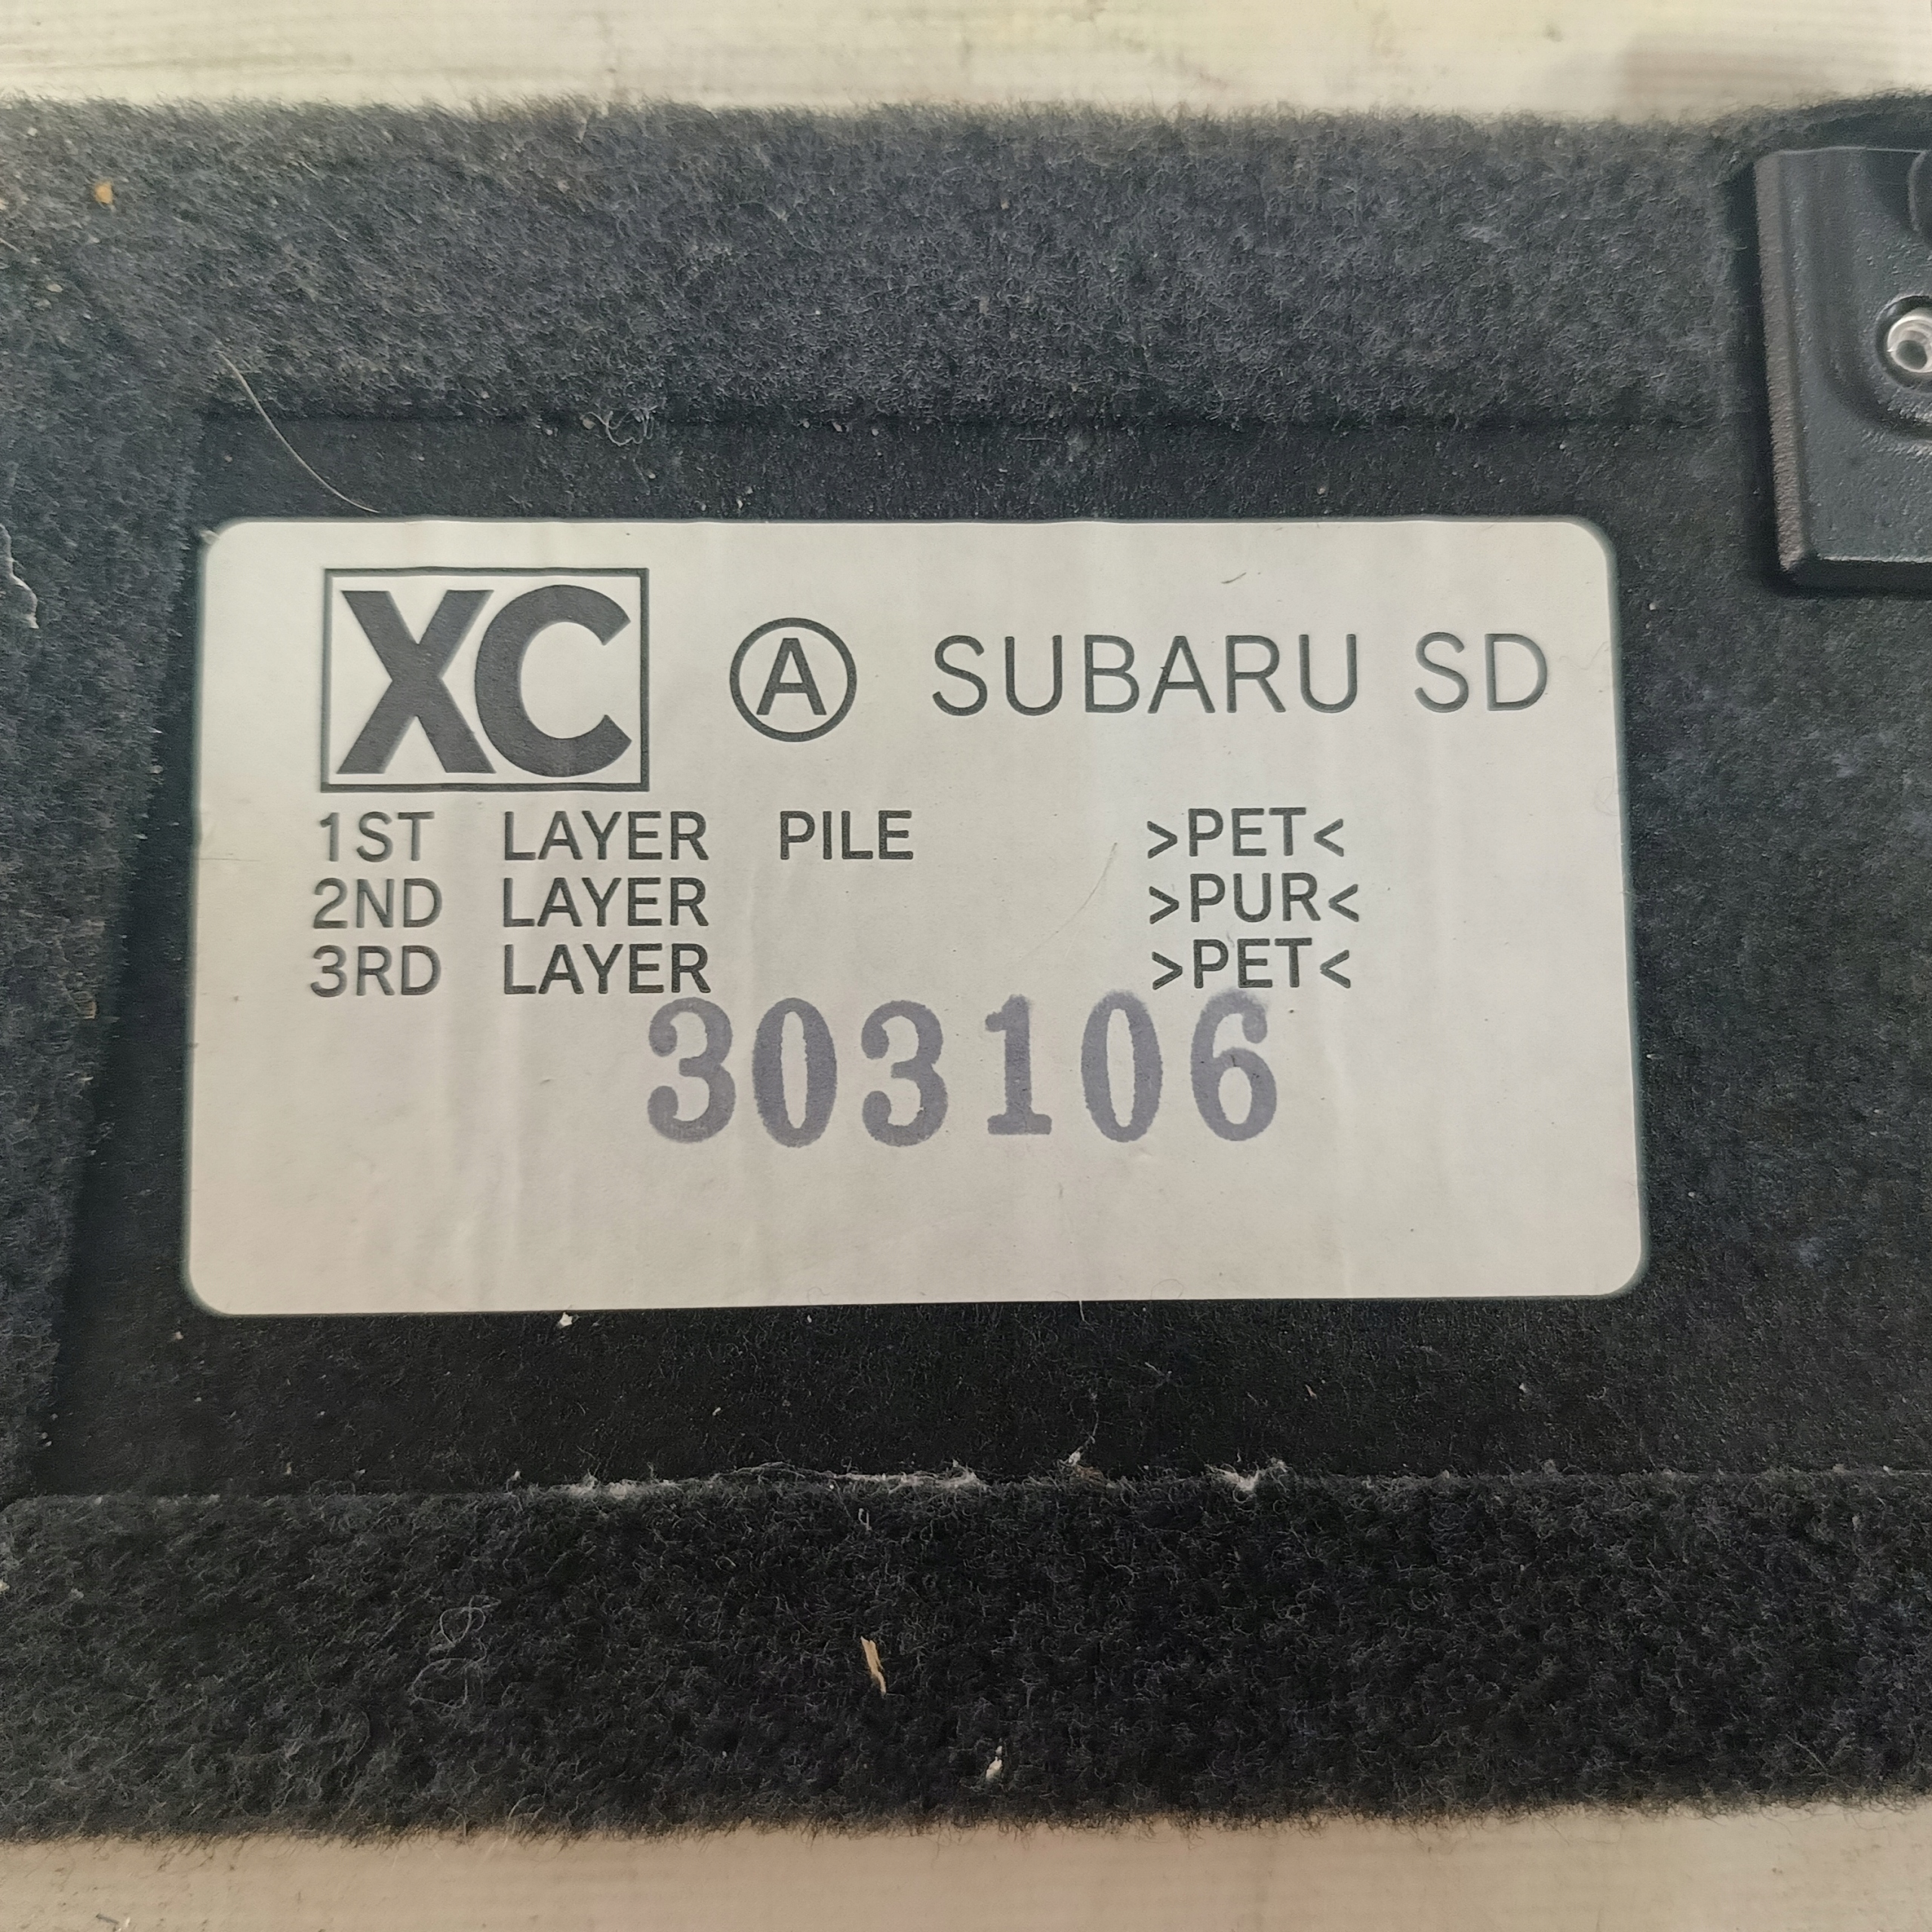 XC Ⓐ SUBARU SD
1ST LAYER PILE >PET<
2ND LAYER >PUR<
3RD LAYER >PET<
303106